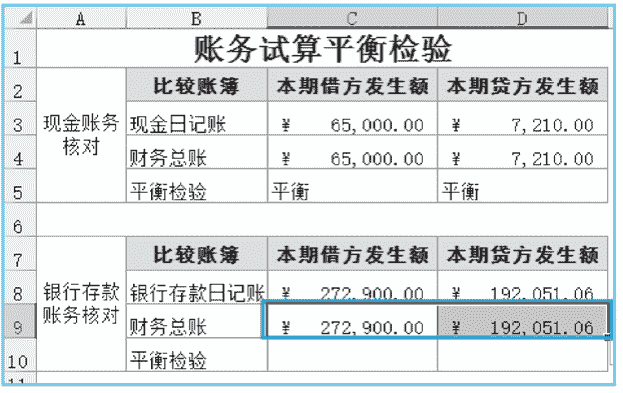 A B C D
1 账务试算平衡检验
2 比较账簿 本期借方发生额 本期贷方发生额
3 现金账务 现金日记账 ¥ 65,000.00 ¥ 7,210.00
核对
4 财务总账 ¥ 65,000.00 ¥ 7,210.00
5 平衡检验 平衡 平衡
6
7 比较账簿 本期借方发生额 本期贷方发生额
8 银行存款 银行存款日记账 ¥ 272,900.00 ¥ 192,051.06
账务核对
9 财务总账 ¥ 272,900.00 ¥ 192,051.06
10 平衡检验
11